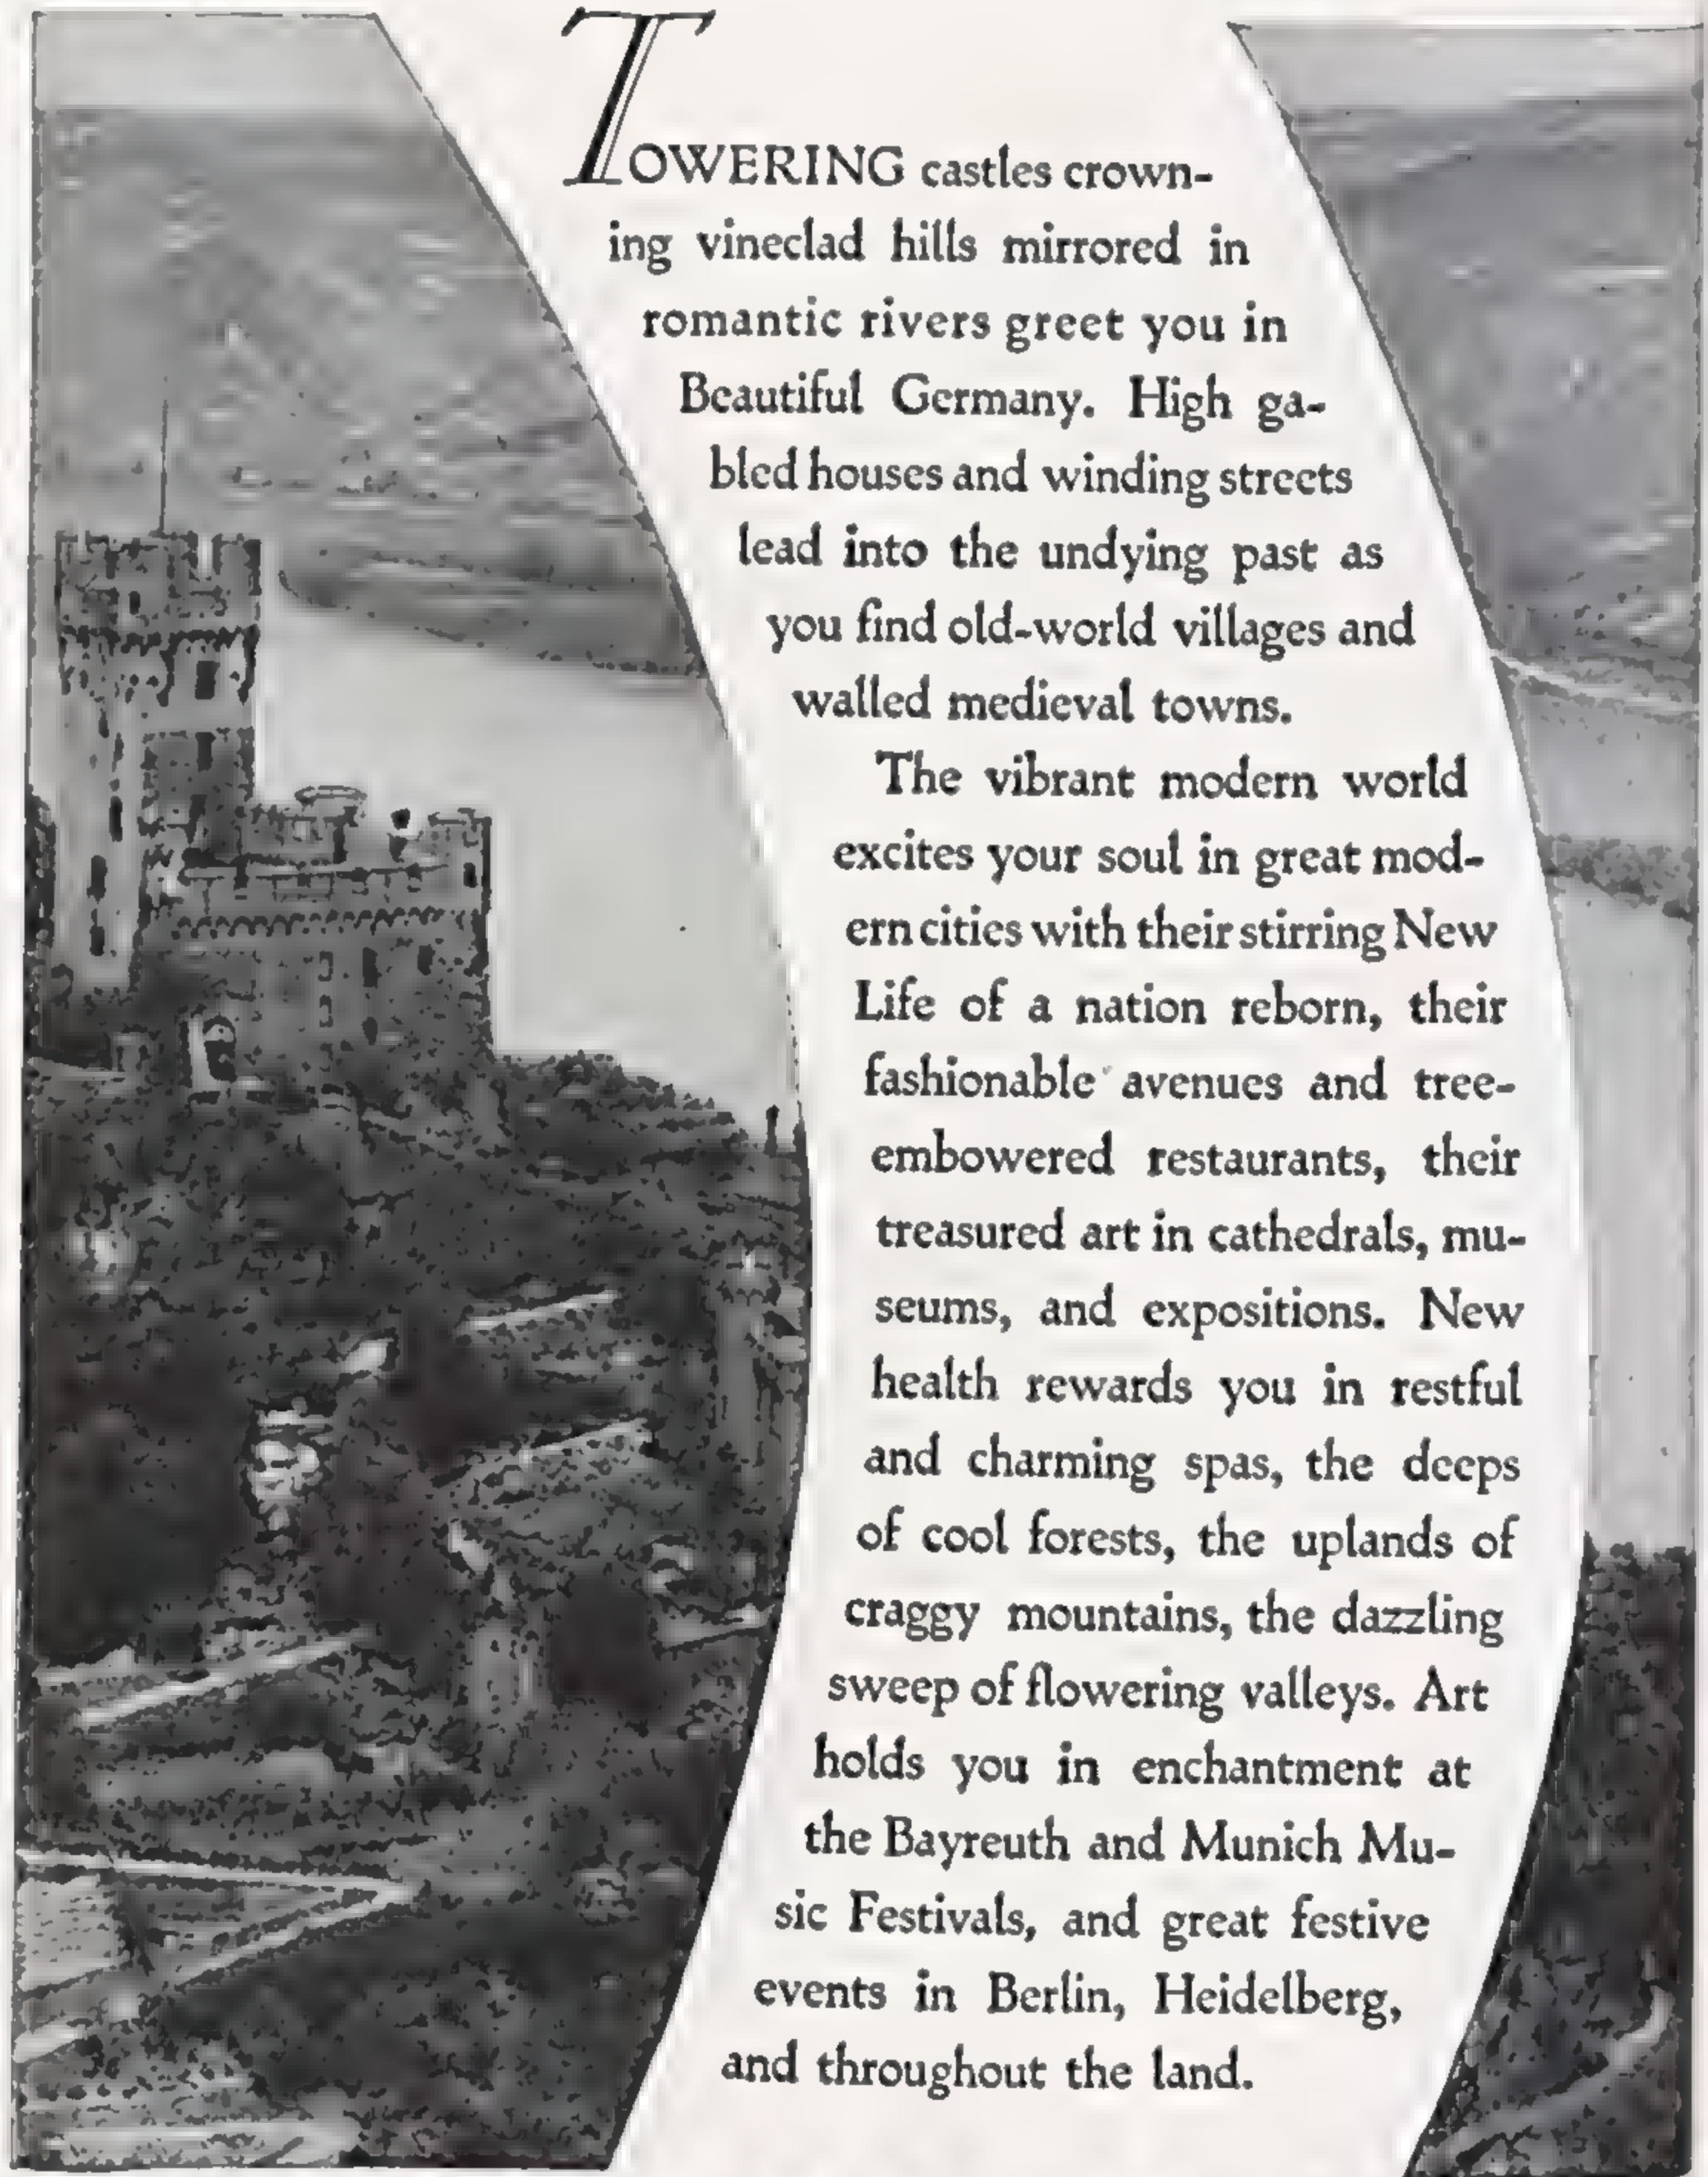 TOWERING castles crown-
ing vineclad hills mirrored in
romantic rivers greet you in
Beautiful Germany. High ga-
bled houses and winding streets
lead into the undying past as
you find old-world villages and
walled medieval towns.
The vibrant modern world
excites your soul in great mod-
ern cities with their stirring New
Life of a nation reborn, their
fashionable avenues and tree-
embowered restaurants, their
treasured art in cathedrals, mu-
seums, and expositions. New
health rewards you in restful
and charming spas, the deeps
of cool forests, the uplands of
craggy mountains, the dazzling
sweep of flowering valleys. Art
holds you in enchantment at
the Bayreuth and Munich Mu-
sic Festivals, and great festive
events in Berlin, Heidelberg,
and throughout the land.